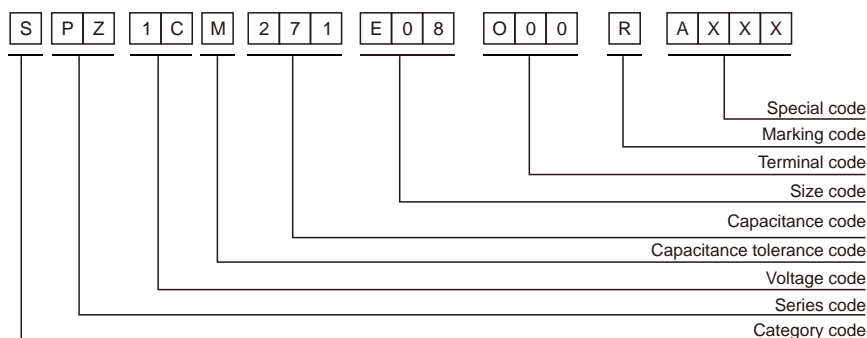 S P Z 1 C M 2 7 1 E 0 8 O 0 0 R A X X X
Special code
Marking code
Terminal code
Size code
Capacitance code
Capacitance tolerance code
Voltage code
Series code
Category code